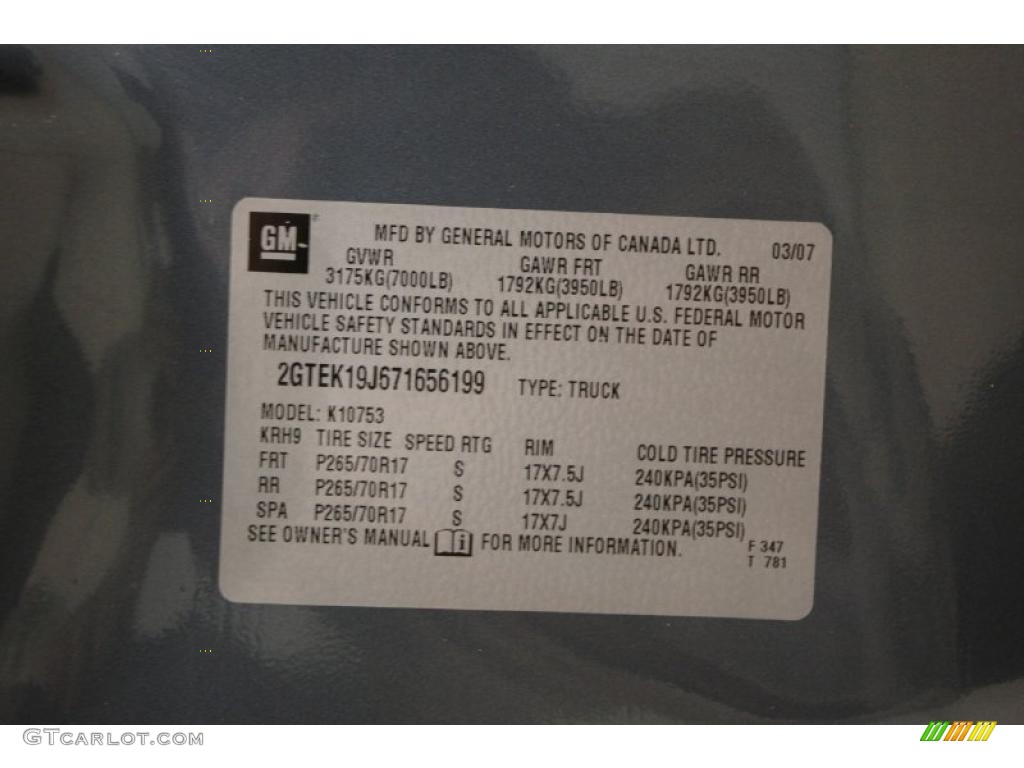 GM
MFD BY GENERAL MOTORS OF CANADA LTD. 03/07
GVWR GAWR FRT GAWR RR
3175KG(7000LB) 1792KG(3950LB) 1792KG(3950LB)
THIS VEHICLE CONFORMS TO ALL APPLICABLE U.S. FEDERAL MOTOR
VEHICLE SAFETY STANDARDS IN EFFECT ON THE DATE OF
MANUFACTURE SHOWN ABOVE.
2GTEK19J671656199 TYPE: TRUCK
MODEL: K10753
KRH9 TIRE SIZE SPEED RTG RIM COLD TIRE PRESSURE
FRT P265/70R17 S 17X7.5J 240KPA(35PSI)
RR P265/70R17 S 17X7.5J 240KPA(35PSI)
SPA P265/70R17 S 17X7J 240KPA(35PSI)
SEE OWNER'S MANUAL i FOR MORE INFORMATION.
F 347
T 781
GTCarlot.com